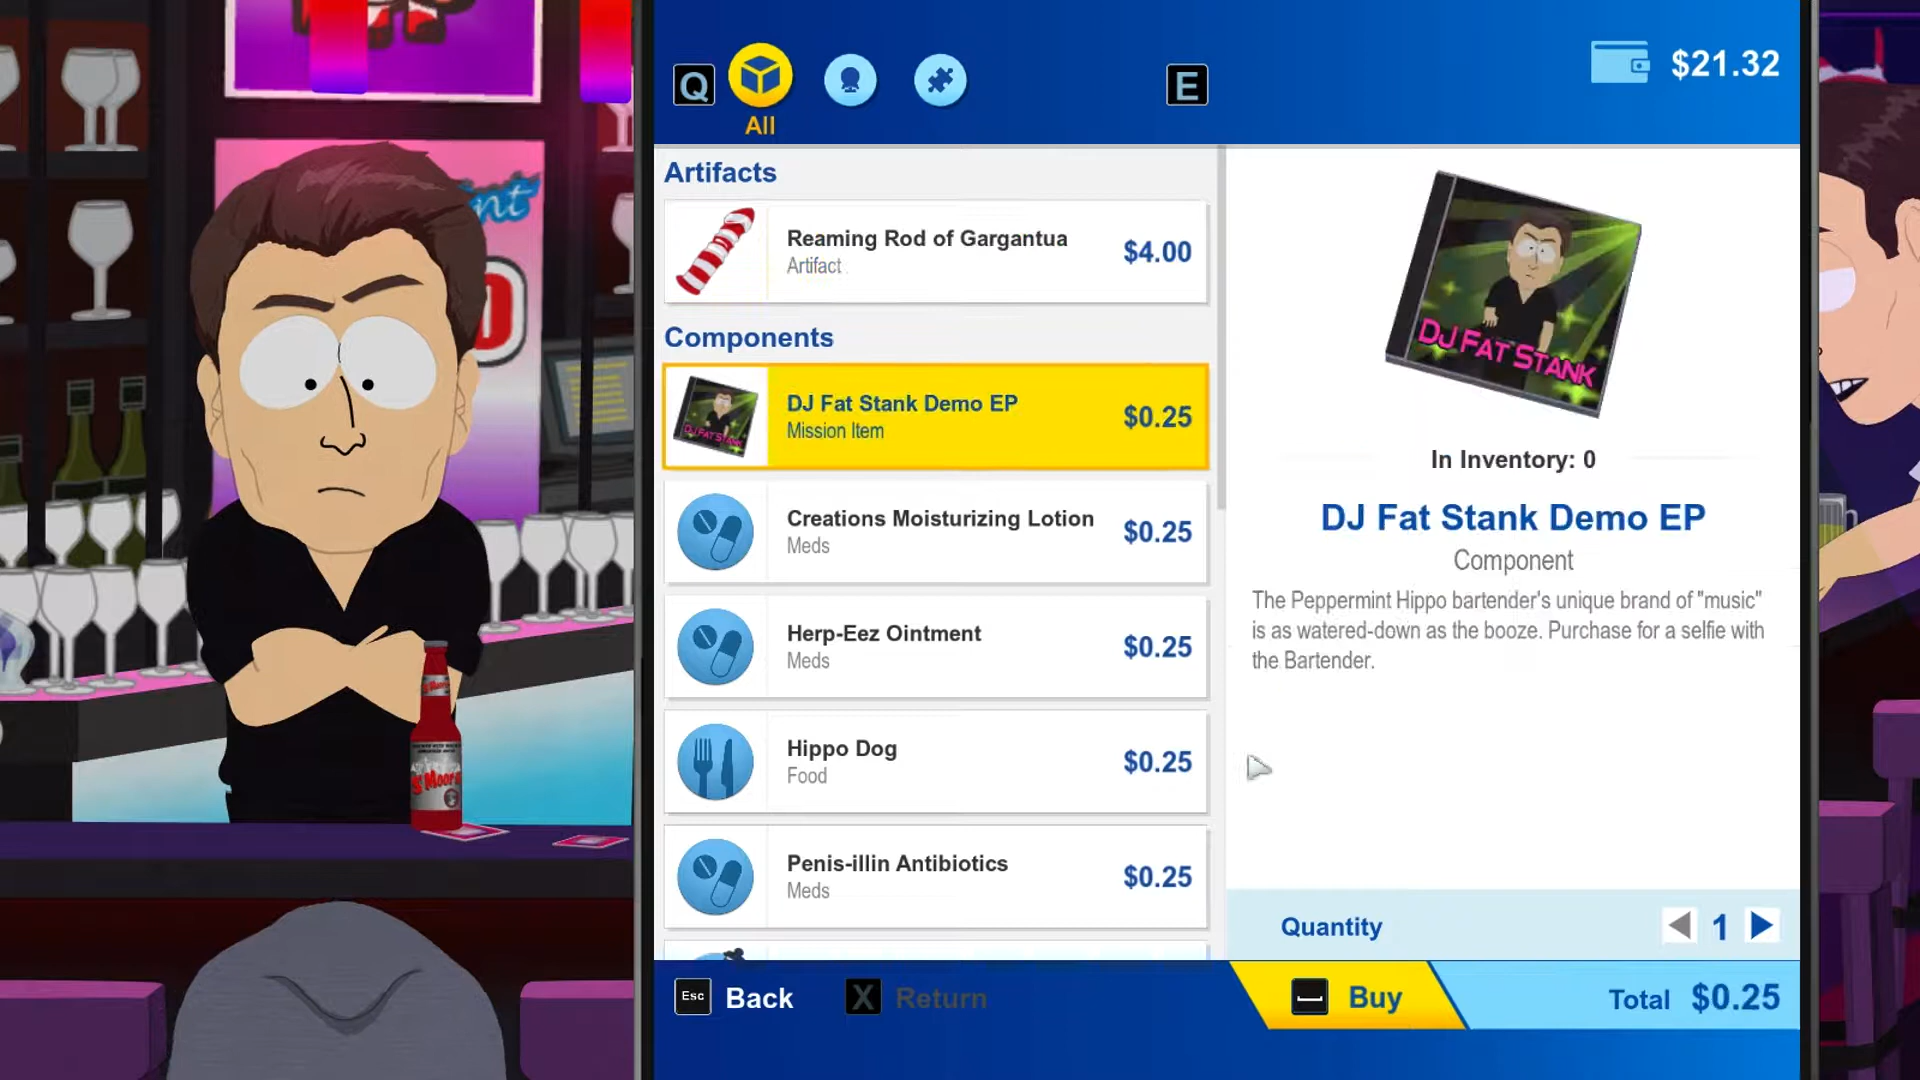 Q
All
E
$21.32
Artifacts
Reaming Rod of Gargantua
Artifact
$4.00
Components
DJ Fat Stank Demo EP
Mission Item
$0.25
Creations Moisturizing Lotion
Meds
$0.25
Herp-Eez Ointment
Meds
$0.25
Hippo Dog
Food
$0.25
Penis-illin Antibiotics
Meds
$0.25
DJ FAT STANK
DJ FAT STANK
In Inventory: 0
DJ Fat Stank Demo EP
Component
The Peppermint Hippo bartender's unique brand of "music"
is as watered-down as the booze. Purchase for a selfie with
the Bartender.
Quantity
1
Esc Back
X Return
Buy
Total $0.25